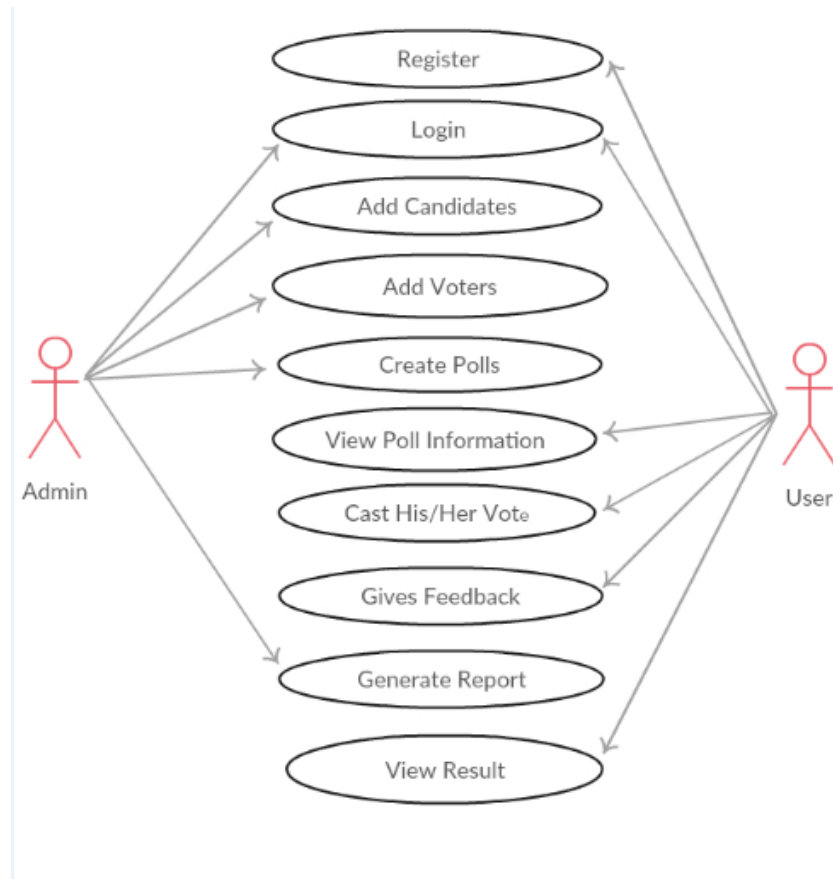 Register
Login
Add Candidates
Add Voters
Create Polls
View Poll Information
Admin
Cast His/Her Vote
User
Gives Feedback
Generate Report
View Result